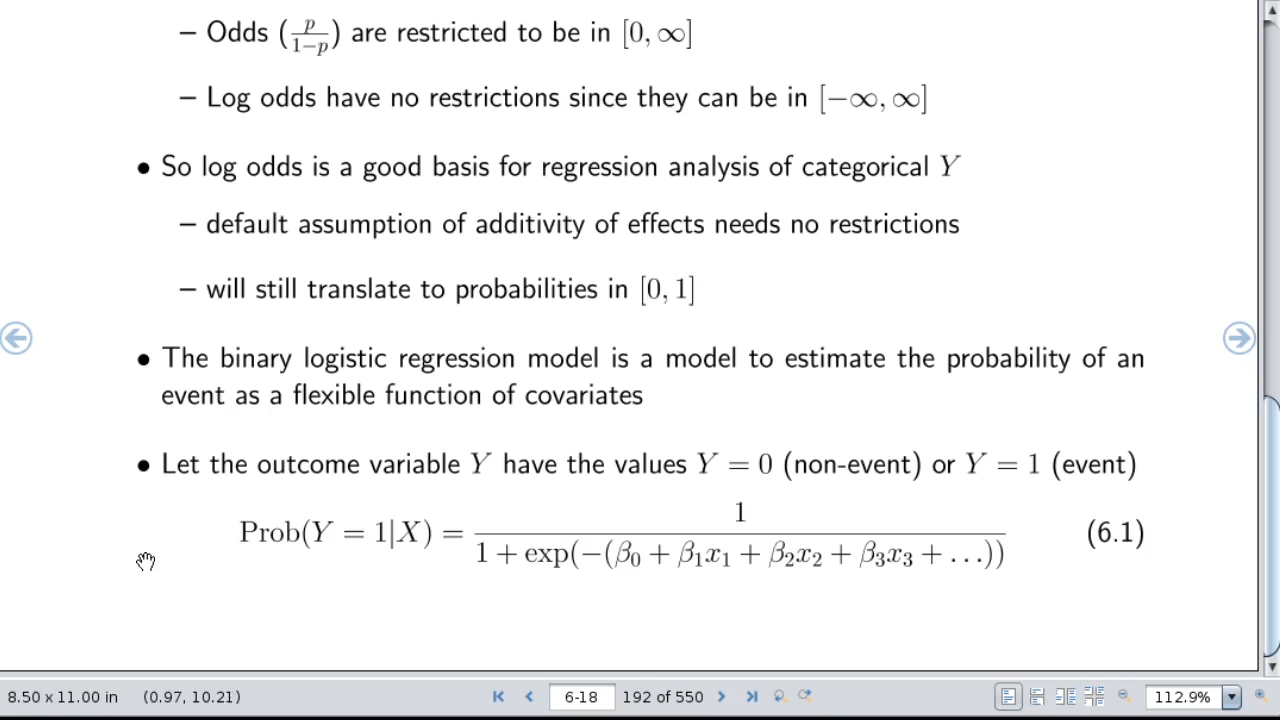 – Odds (p/1−p) are restricted to be in [0, ∞]
– Log odds have no restrictions since they can be in [−∞, ∞]
• So log odds is a good basis for regression analysis of categorical Y
– default assumption of additivity of effects needs no restrictions
– will still translate to probabilities in [0, 1]
• The binary logistic regression model is a model to estimate the probability of an
event as a flexible function of covariates
• Let the outcome variable Y have the values Y = 0 (non-event) or Y = 1 (event)
Prob(Y = 1|X) = 1 / 1 + exp(−(β₀ + β₁x₁ + β₂x₂ + β₃x₃ + ...)) (6.1)
8.50 x 11.00 in (0.97, 10.21) 6-18 192 of 550 112.9%